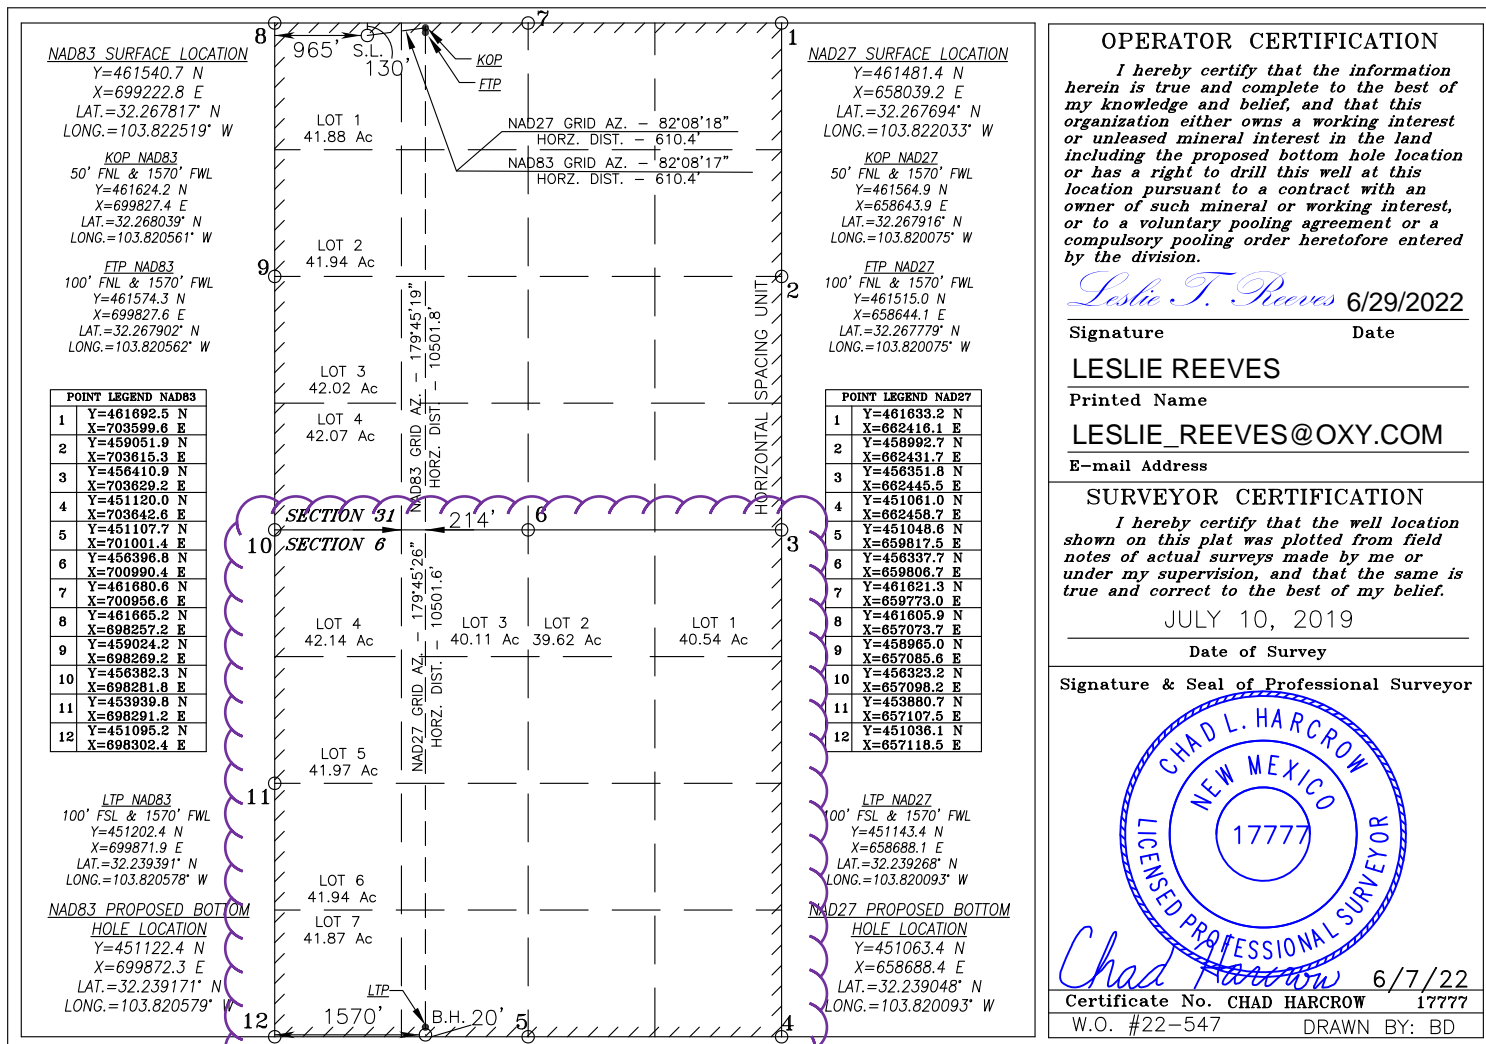 8
7
1
965'
S.L.
130'
KOP
FTP
NAD83 SURFACE LOCATION
Y=461540.7 N
X=699222.8 E
LAT.=32.267817° N
LONG.=103.822519° W
KOP NAD83
50' FNL & 1570' FWL
Y=461624.2 N
X=699827.4 E
LAT.=32.268039° N
LONG.=103.820561° W
FTP NAD83
100' FNL & 1570' FWL
Y=461574.3 N
X=699827.6 E
LAT.=32.267902° N
LONG.=103.820562° W
POINT LEGEND NAD83
1 Y=461692.5 N
X=703599.6 E
2 Y=459051.9 N
X=703615.3 E
3 Y=456410.9 N
X=703629.2 E
4 Y=451120.0 N
X=703642.6 E
5 Y=451107.7 N
X=701001.4 E
6 Y=456396.8 N
X=700990.4 E
7 Y=461680.6 N
X=700956.6 E
8 Y=461665.2 N
X=698257.2 E
9 Y=459024.2 N
X=698269.2 E
10 Y=456382.3 N
X=698281.8 E
11 Y=453939.8 N
X=698291.2 E
12 Y=451095.2 N
X=698302.4 E
LTP NAD83
100' FSL & 1570' FWL
Y=451202.4 N
X=699871.9 E
LAT.=32.239391° N
LONG.=103.820578° W
NAD83 PROPOSED BOTTOM
HOLE LOCATION
Y=451122.4 N
X=699872.3 E
LAT.=32.239171° N
LONG.=103.820579° W
LOT 1
41.88 Ac
NAD27 GRID AZ. – 82°08'18"
HORZ. DIST. – 610.4'
NAD83 GRID AZ. – 82°08'17"
HORZ. DIST. – 610.4'
LOT 2
41.94 Ac
9
2
LOT 3
42.02 Ac
LOT 4
42.07 Ac
NAD83 GRID AZ. – 179°45'19"
HORZ. DIST. – 10501.8'
HORIZONTAL SPACING UNIT
SECTION 31
214'
6
10
SECTION 6
3
NAD27 GRID AZ. – 179°45'26"
HORZ. DIST. – 10501.6'
LOT 4
42.14 Ac
LOT 3
40.11 Ac
LOT 2
39.62 Ac
LOT 1
40.54 Ac
LOT 5
41.97 Ac
11
LOT 6
41.94 Ac
LOT 7
41.87 Ac
LTP
12
1570'
B.H.
20'
5
4
NAD27 SURFACE LOCATION
Y=461481.4 N
X=658039.2 E
LAT.=32.267694° N
LONG.=103.822033° W
KOP NAD27
50' FNL & 1570' FWL
Y=461564.9 N
X=658643.9 E
LAT.=32.267916° N
LONG.=103.820075° W
FTP NAD27
100' FNL & 1570' FWL
Y=461515.0 N
X=658644.1 E
LAT.=32.267779° N
LONG.=103.820075° W
POINT LEGEND NAD27
1 Y=461633.2 N
X=662416.1 E
2 Y=458992.7 N
X=662431.7 E
3 Y=456351.8 N
X=662445.5 E
4 Y=451061.0 N
X=662458.7 E
5 Y=451048.6 N
X=659817.5 E
6 Y=456337.7 N
X=659806.7 E
7 Y=461621.3 N
X=659773.0 E
8 Y=461605.9 N
X=657073.7 E
9 Y=458965.0 N
X=657085.6 E
10 Y=456323.2 N
X=657098.2 E
11 Y=453880.7 N
X=657107.5 E
12 Y=451036.1 N
X=657118.5 E
LTP NAD27
100' FSL & 1570' FWL
Y=451143.4 N
X=658688.1 E
LAT.=32.239268° N
LONG.=103.820093° W
NAD27 PROPOSED BOTTOM
HOLE LOCATION
Y=451063.4 N
X=658688.4 E
LAT.=32.239048° N
LONG.=103.820093° W
OPERATOR CERTIFICATION
I hereby certify that the information
herein is true and complete to the best of
my knowledge and belief, and that this
organization either owns a working interest
or unleased mineral interest in the land
including the proposed bottom hole location
or has a right to drill this well at this
location pursuant to a contract with an
owner of such mineral or working interest,
or to a voluntary pooling agreement or a
compulsory pooling order heretofore entered
by the division.
Leslie T. Reeves 6/29/2022
Signature Date
LESLIE REEVES
Printed Name
LESLIE_REEVES@OXY.COM
E-mail Address
SURVEYOR CERTIFICATION
I hereby certify that the well location
shown on this plat was plotted from field
notes of actual surveys made by me or
under my supervision, and that the same is
true and correct to the best of my belief.
JULY 10, 2019
Date of Survey
Signature & Seal of Professional Surveyor
CHAD L. HARCROW
NEW MEXICO
17777
LICENSED PROFESSIONAL SURVEYOR
Chad Harcrow 6/7/22
Certificate No. CHAD HARCROW 17777
W.O. #22-547 DRAWN BY: BD